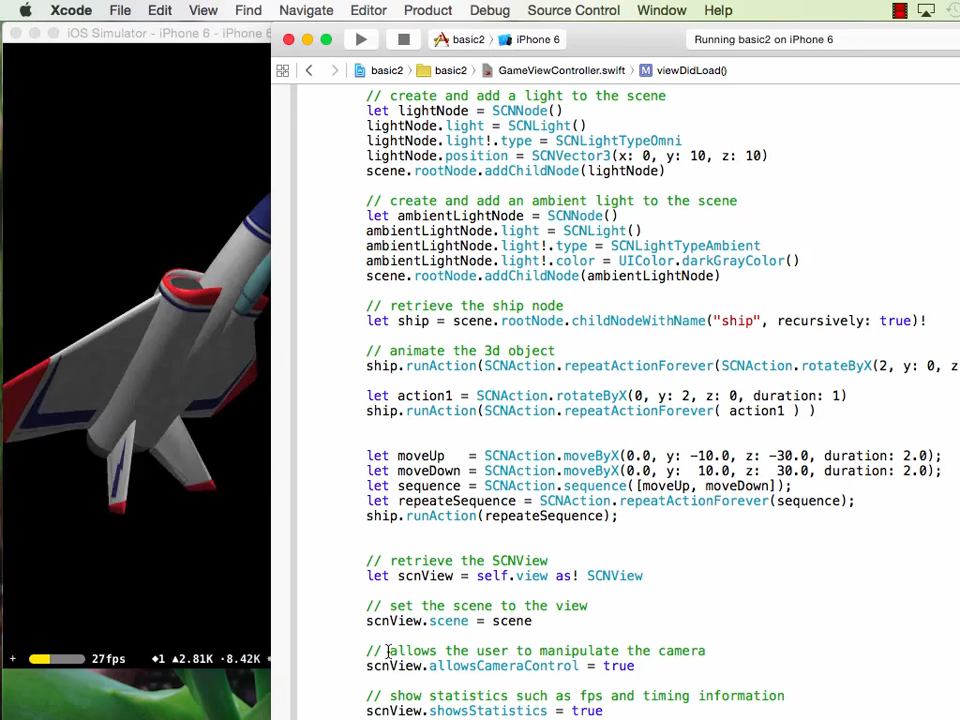 Xcode File Edit View Find Navigate Editor Product Debug Source Control Window Help
iOS Simulator - iPhone 6 - iPhone 6
basic2 iPhone 6 Running basic2 on iPhone 6
basic2 basic2 GameViewController.swift M viewDidLoad()
// create and add a light to the scene
let lightNode = SCNNode()
lightNode.light = SCNLight()
lightNode.light!.type = SCNLightTypeOmni
lightNode.position = SCNVector3(x: 0, y: 10, z: 10)
scene.rootNode.addChildNode(lightNode)
// create and add an ambient light to the scene
let ambientLightNode = SCNNode()
ambientLightNode.light = SCNLight()
ambientLightNode.light!.type = SCNLightTypeAmbient
ambientLightNode.light!.color = UIColor.darkGrayColor()
scene.rootNode.addChildNode(ambientLightNode)
// retrieve the ship node
let ship = scene.rootNode.childNodeWithName("ship", recursively: true)!
// animate the 3d object
ship.runAction(SCNAction.repeatActionForever(SCNAction.rotateByX(2, y: 0, z
let action1 = SCNAction.rotateByX(0, y: 2, z: 0, duration: 1)
ship.runAction(SCNAction.repeatActionForever( action1 ) )
let moveUp = SCNAction.moveByX(0.0, y: -10.0, z: -30.0, duration: 2.0);
let moveDown = SCNAction.moveByX(0.0, y: 10.0, z: 30.0, duration: 2.0);
let sequence = SCNAction.sequence([moveUp, moveDown]);
let repeatSequence = SCNAction.repeatActionForever(sequence);
ship.runAction(repeatSequence);
// retrieve the SCNView
let scnView = self.view as! SCNView
// set the scene to the view
scnView.scene = scene
// allows the user to manipulate the camera
scnView.allowsCameraControl = true
// show statistics such as fps and timing information
scnView.showsStatistics = true
+ 27fps ◆1 ▲2.81K •8.42K